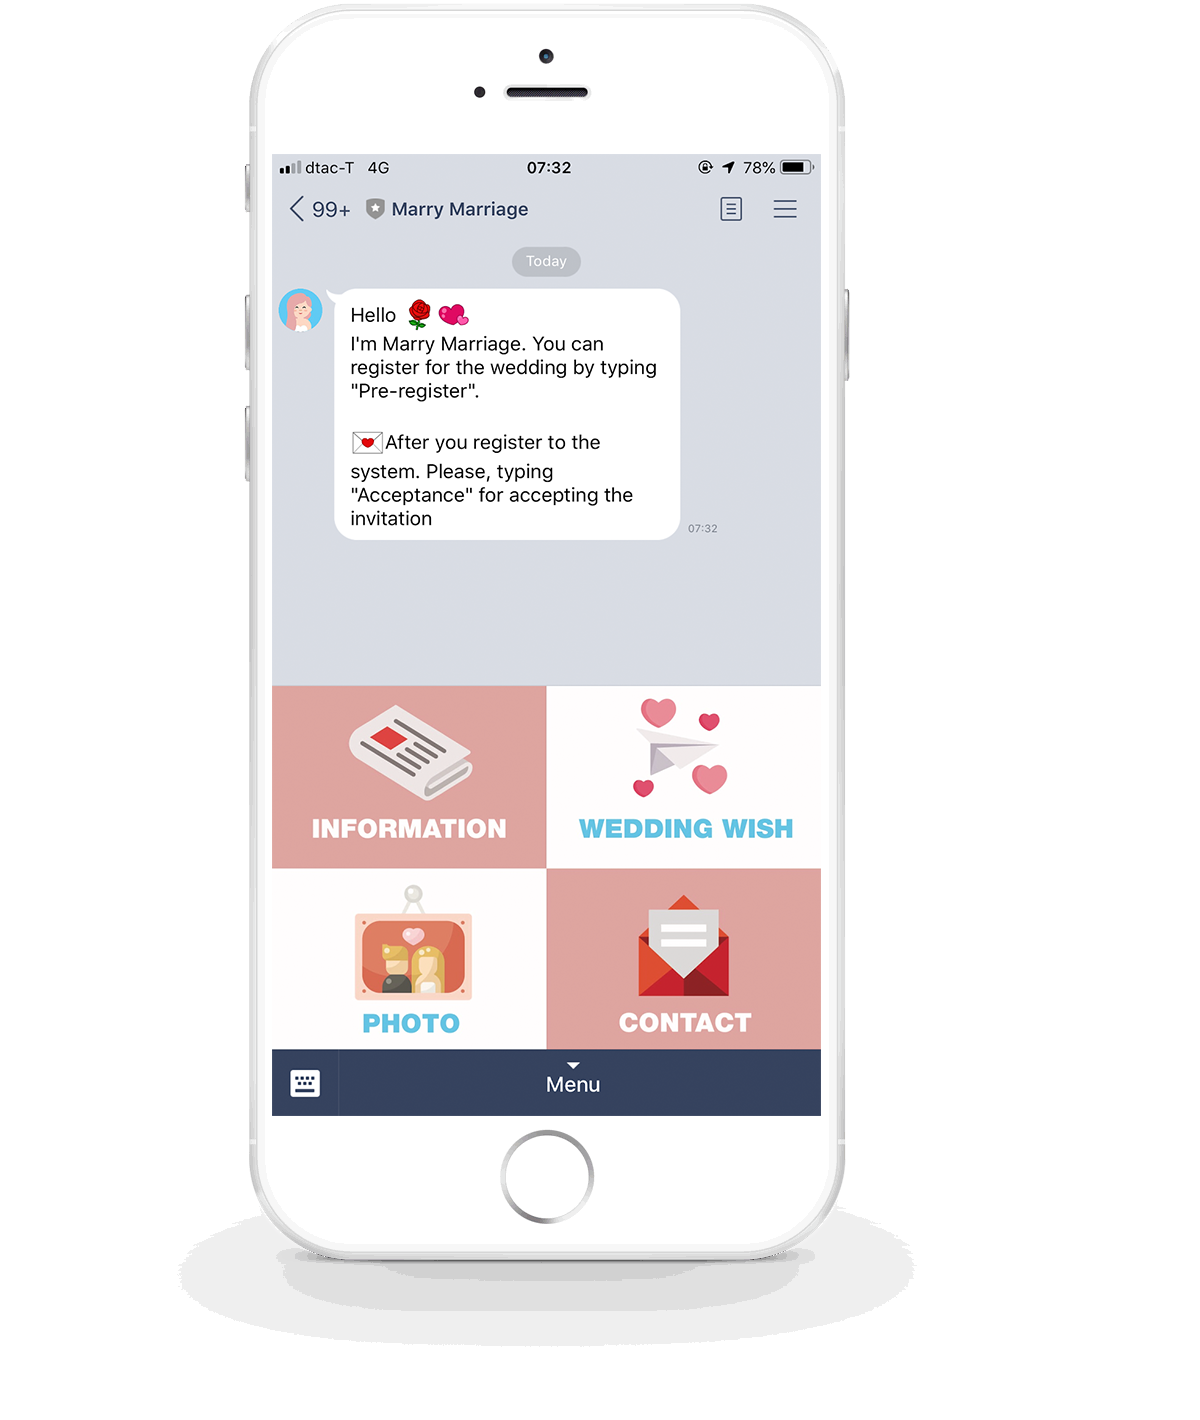 dtac-T 4G 07:32 78%
99+ Marry Marriage
Today
Hello
I'm Marry Marriage. You can
register for the wedding by typing
"Pre-register".
After you register to the
system. Please, typing
"Acceptance" for accepting the
invitation
07:32
INFORMATION
WEDDING WISH
PHOTO
CONTACT
Menu